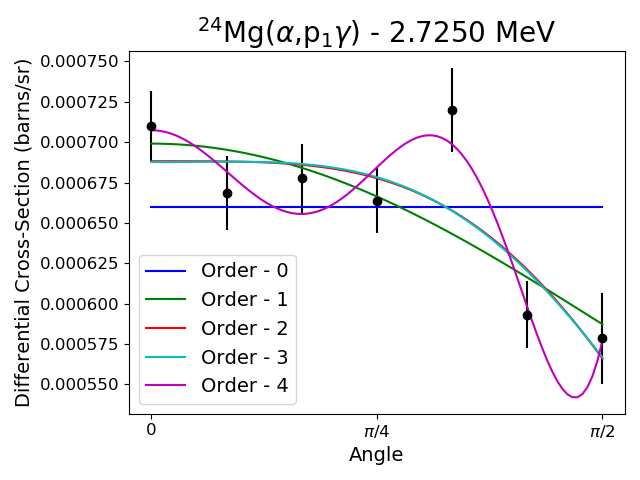 ²⁴Mg(α,p₁γ) - 2.7250 MeV
Differential Cross-Section (barns/sr)
0.000750
0.000725
0.000700
0.000675
0.000650
0.000625
0.000600
0.000575
0.000550
Order - 0
Order - 1
Order - 2
Order - 3
Order - 4
0 π/4 π/2
Angle